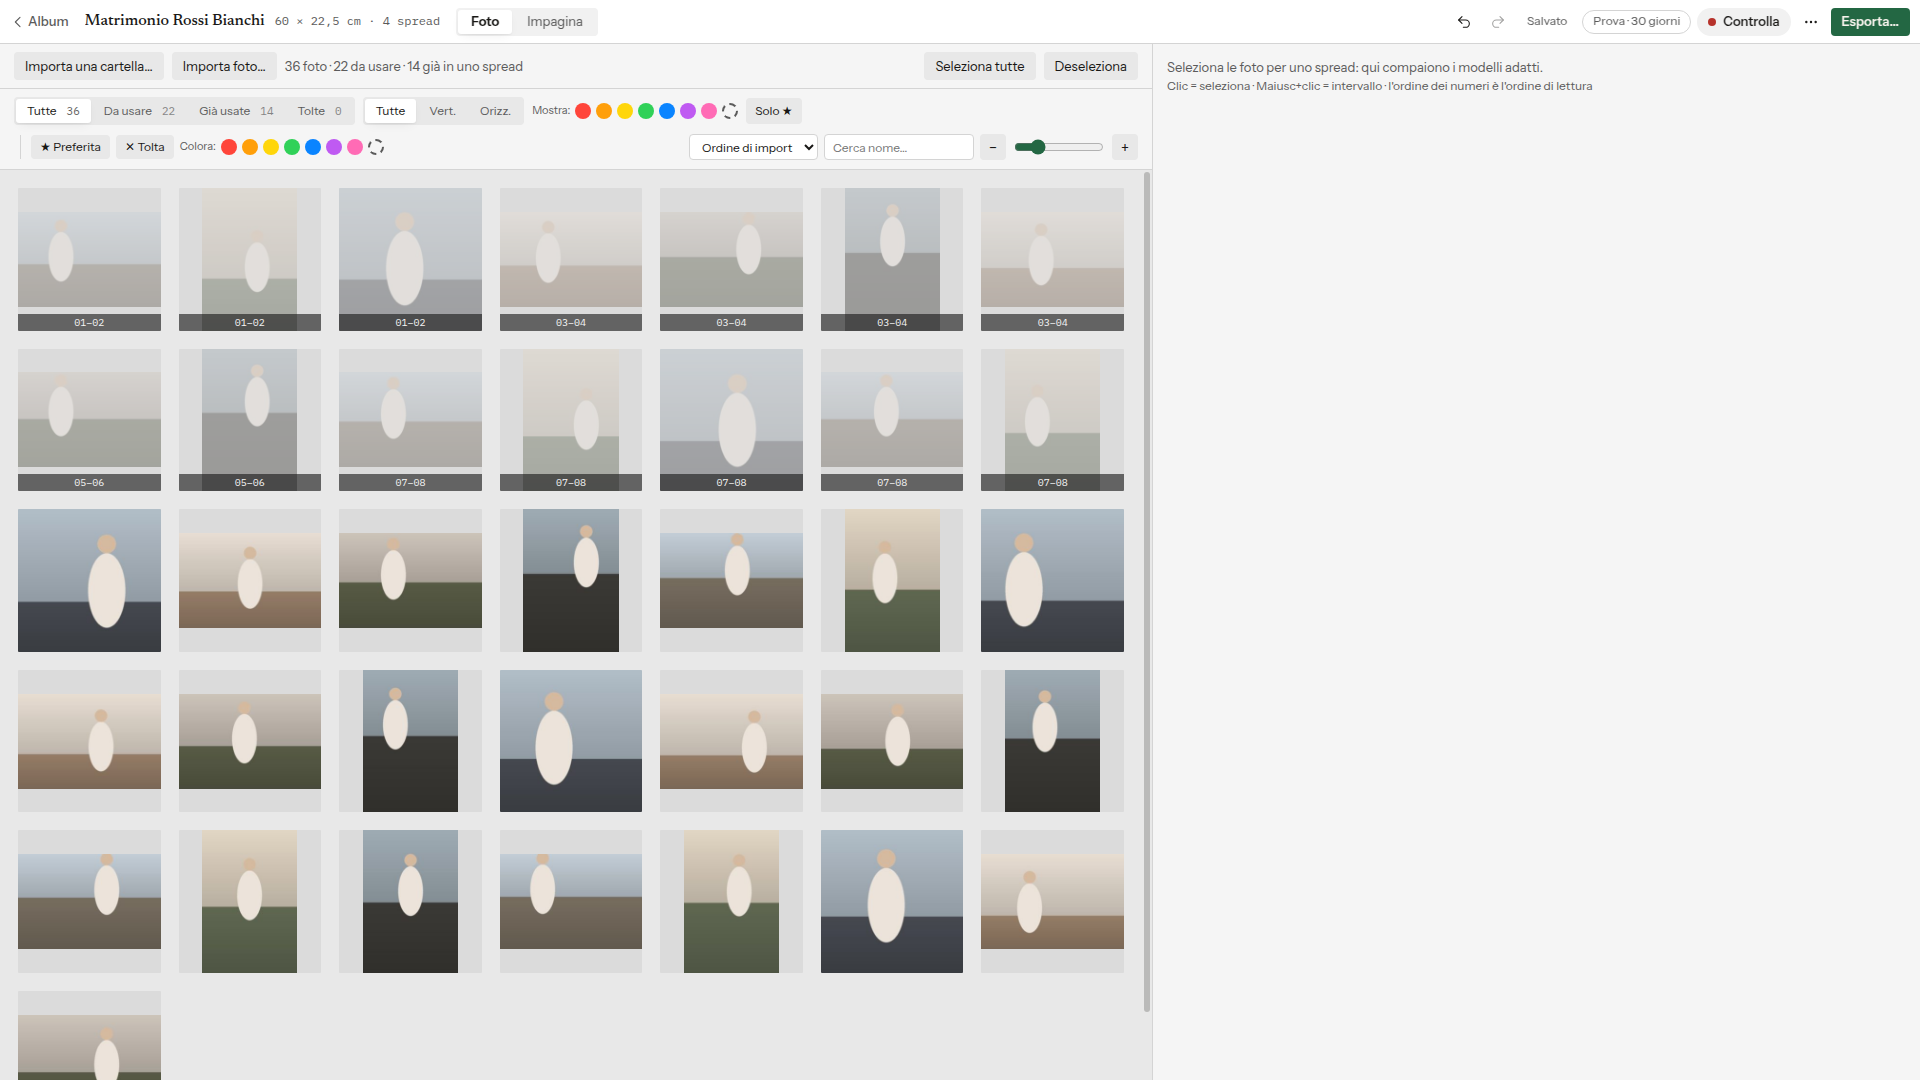 Album Matrimonio Rossi Bianchi 60 × 22,5 cm · 4 spread Foto Impagina Salvato Prova · 30 giorni Controlla ··· Esporta...
Importa una cartella... Importa foto... 36 foto · 22 da usare · 14 già in uno spread Seleziona tutte Deseleziona
Seleziona le foto per uno spread: qui compaiono i modelli adatti.
Clic = seleziona · Maiusc+clic = intervallo · l'ordine dei numeri è l'ordine di lettura
Tutte 36 Da usare 22 Già usate 14 Tolte 0 Tutte Vert. Orizz. Mostra: Solo ★
★ Preferita ✕ Tolta Colora: Ordine di import Cerca nome... − +
01–02 01–02 01–02 03–04 03–04 03–04 03–04
05–06 05–06 07–08 07–08 07–08 07–08 07–08